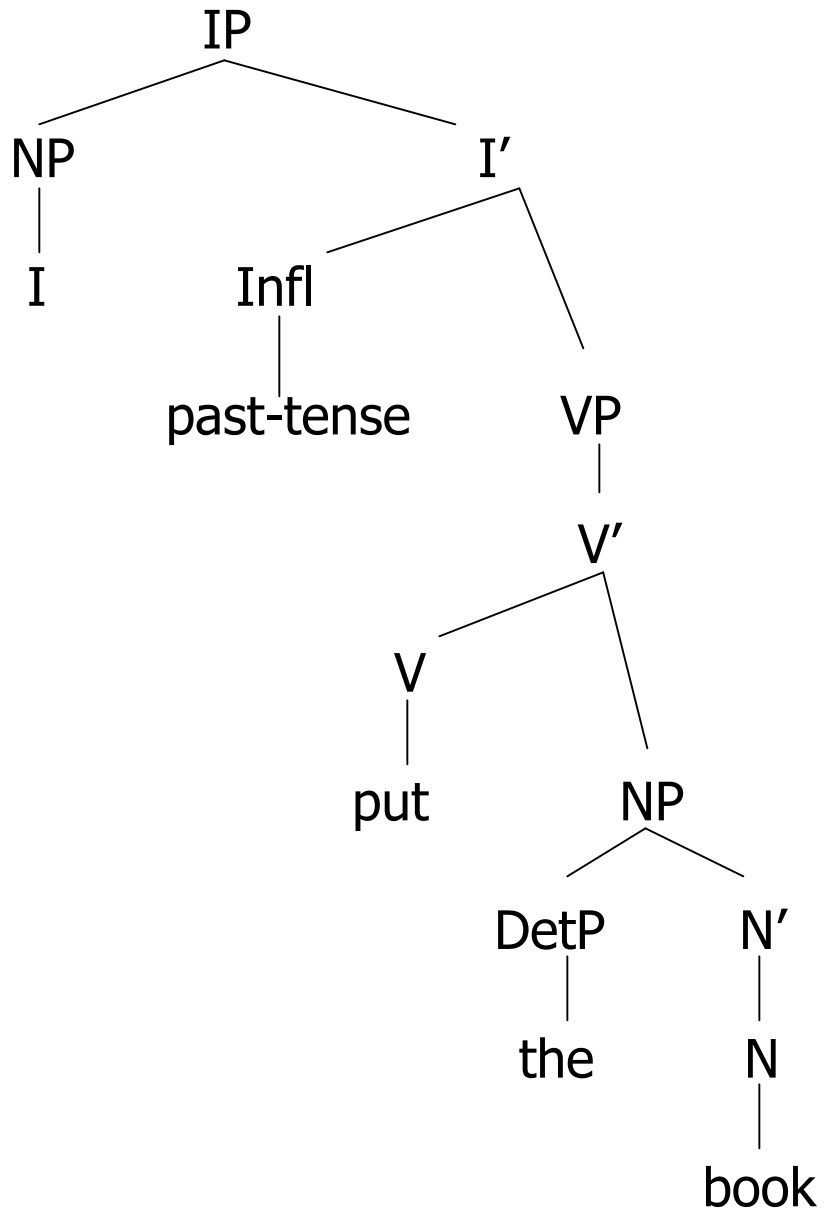 IP
NP I′
I Infl
past-tense VP
V′
V
put NP
DetP N′
the N
book